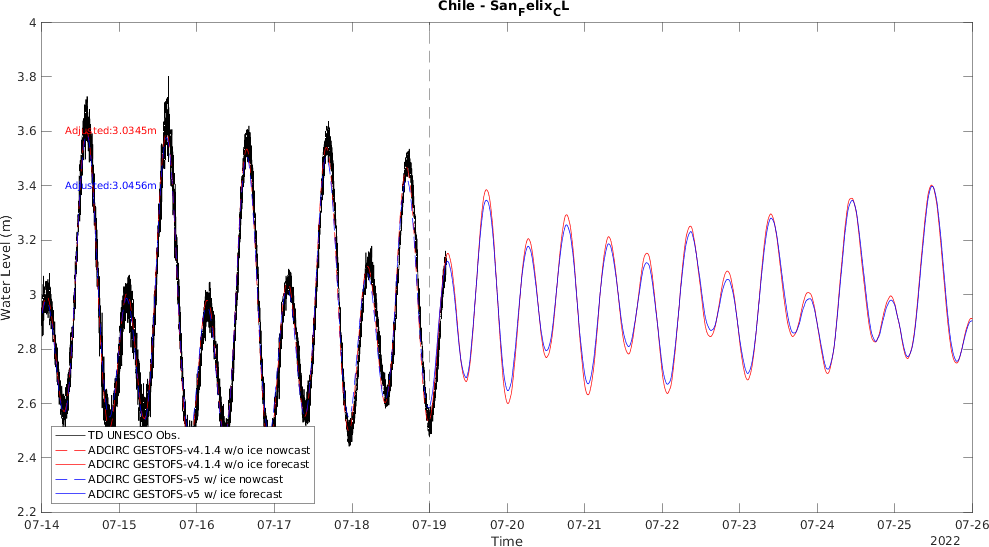 Chile - SanFelixCL
Water Level (m)
4
3.8
3.6
3.4
3.2
3
2.8
2.6
2.4
2.2
Adjusted:3.0345m
Adjusted:3.0456m
TD UNESCO Obs.
ADCIRC GESTOFS-v4.1.4 w/o ice nowcast
ADCIRC GESTOFS-v4.1.4 w/o ice forecast
ADCIRC GESTOFS-v5 w/ ice nowcast
ADCIRC GESTOFS-v5 w/ ice forecast
07-14 07-15 07-16 07-17 07-18 07-19 07-20 07-21 07-22 07-23 07-24 07-25 07-26
Time
2022